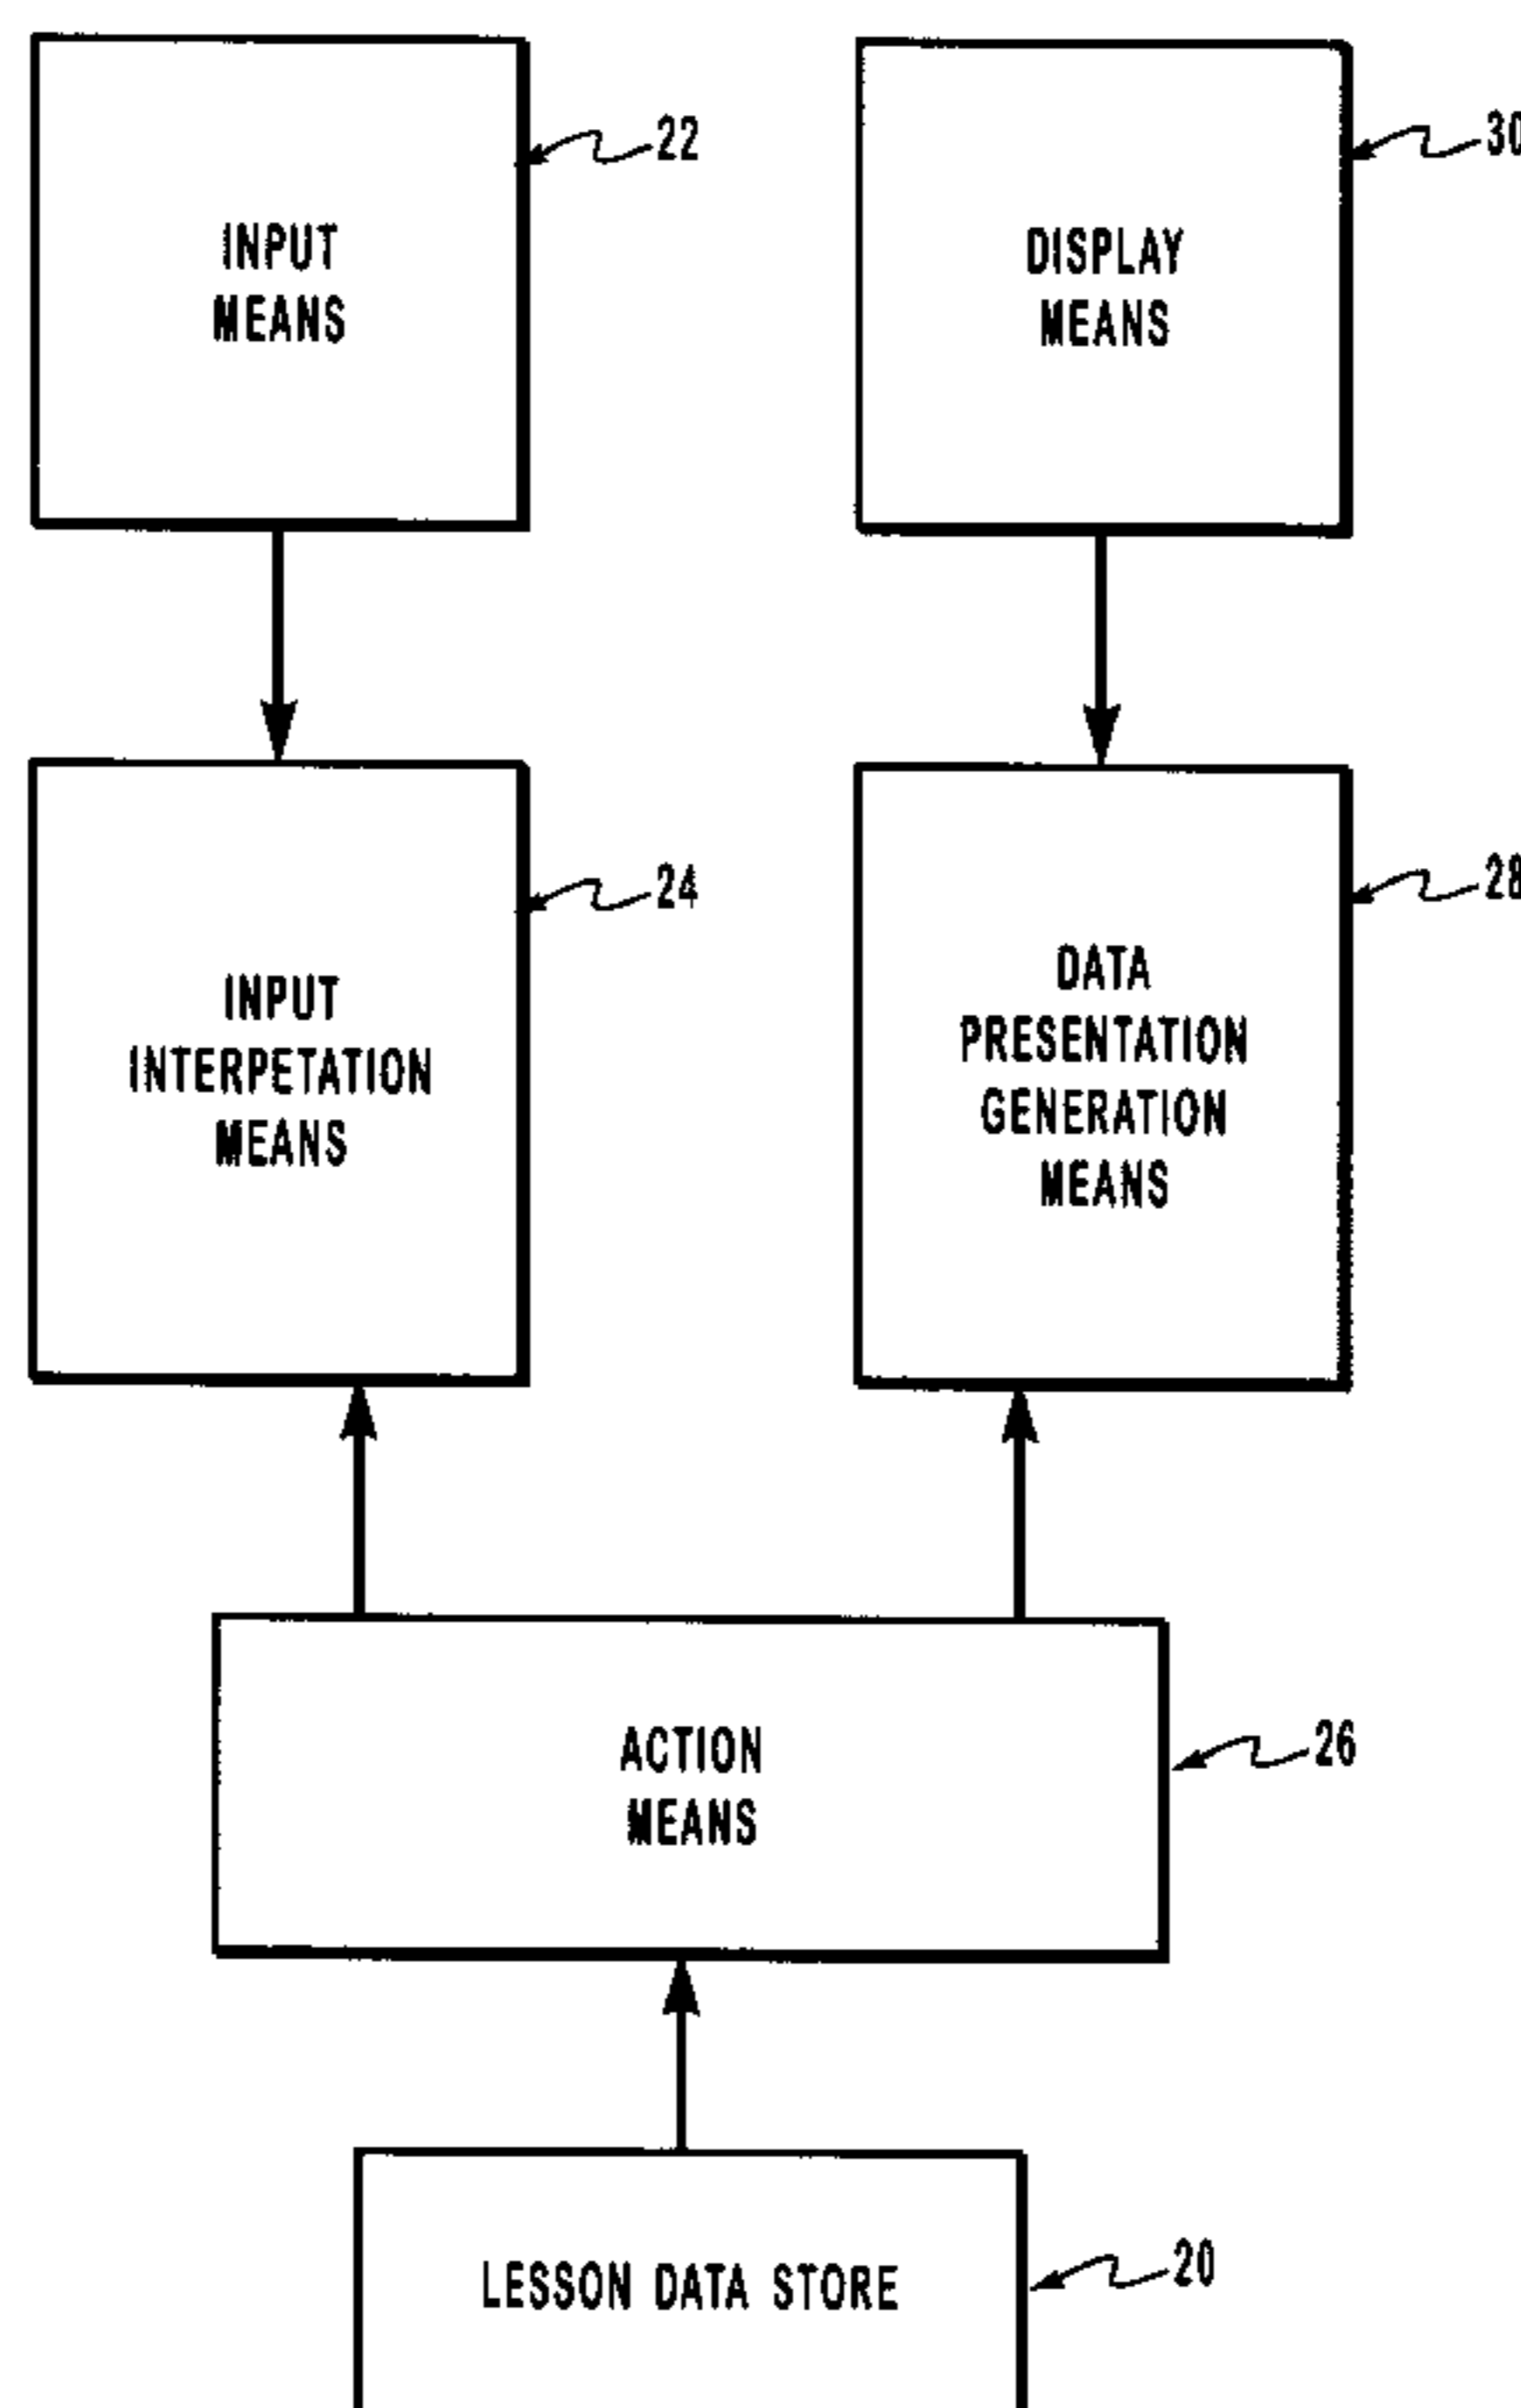 22
INPUT
MEANS
30
DISPLAY
MEANS
24
INPUT
INTERPETATION
MEANS
28
DATA
PRESENTATION
GENERATION
MEANS
ACTION
MEANS
26
LESSON DATA STORE
20